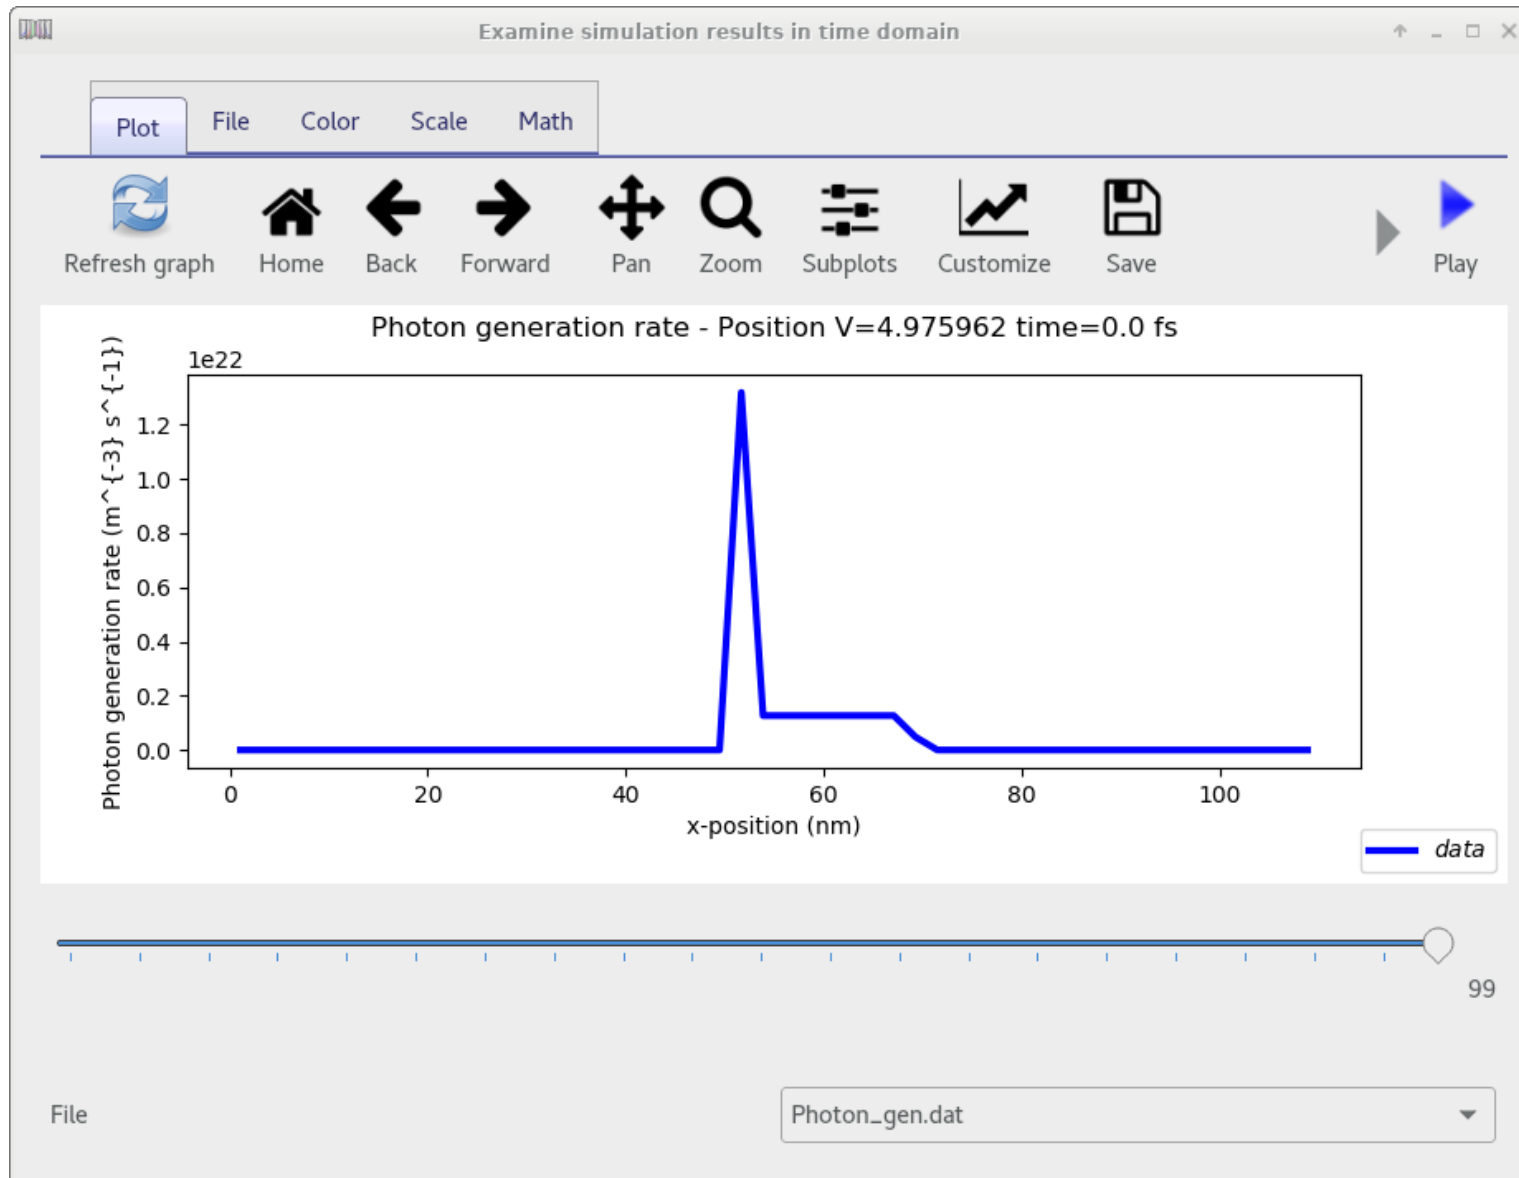 Examine simulation results in time domain
Plot File Color Scale Math
Refresh graph Home Back Forward Pan Zoom Subplots Customize Save Play
Photon generation rate - Position V=4.975962 time=0.0 fs
1e22
Photon generation rate (m^{-3} s^{-1})
1.2
1.0
0.8
0.6
0.4
0.2
0.0
0 20 40 60 80 100
x-position (nm)
data
99
File Photon_gen.dat